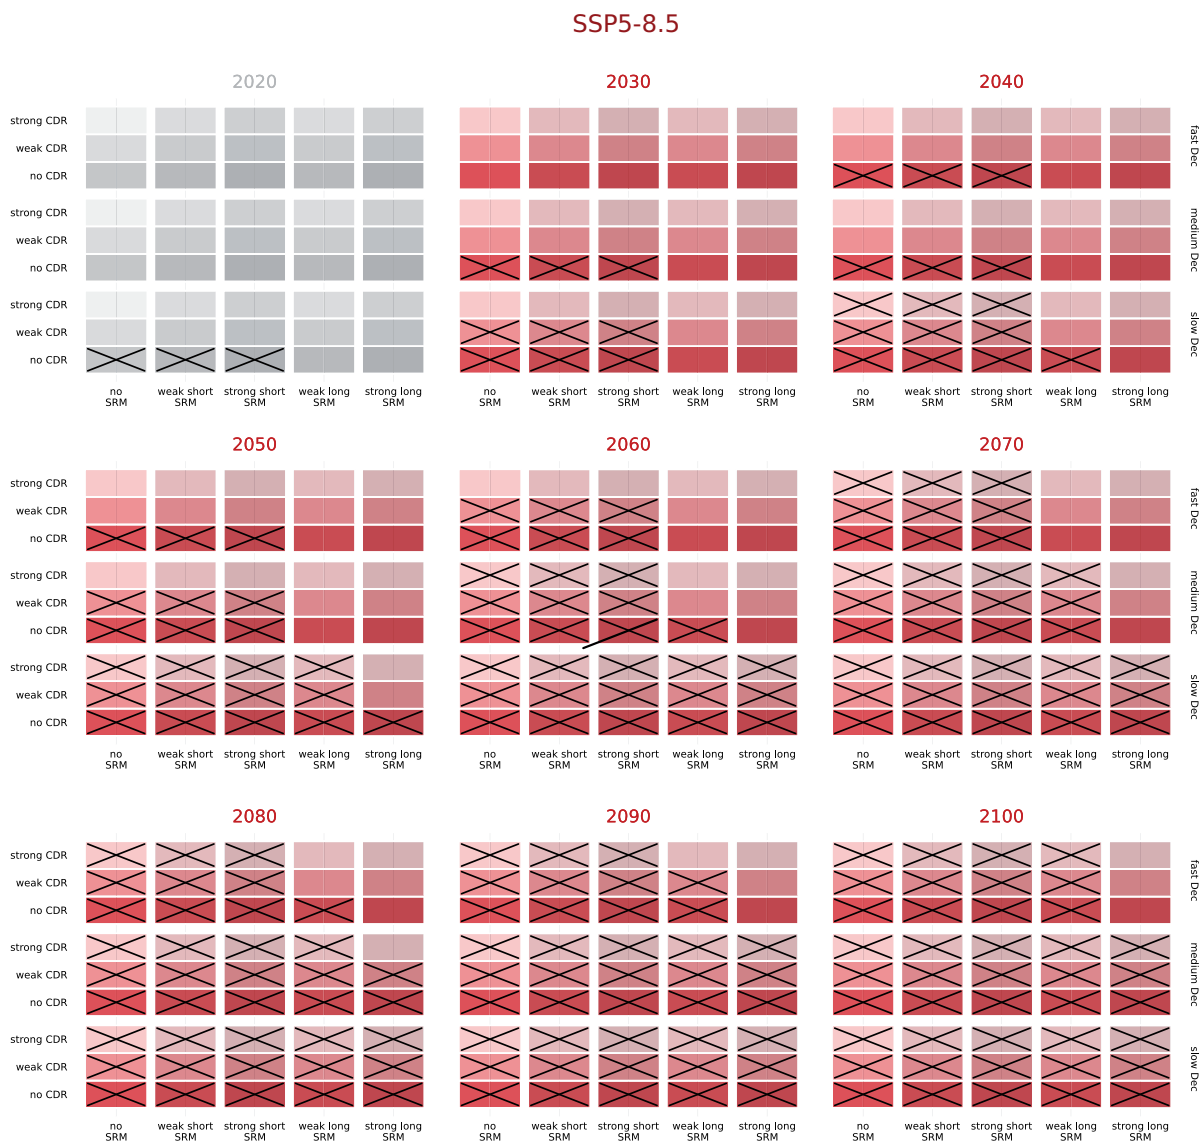 SSP5-8.5
2020 2030 2040
strong CDR
weak CDR
no CDR
fast Dec
strong CDR
weak CDR
no CDR
medium Dec
strong CDR
weak CDR
no CDR
slow Dec
no weak short strong short weak long strong long no weak short strong short weak long strong long no weak short strong short weak long strong long
SRM SRM SRM SRM SRM SRM SRM SRM SRM SRM SRM SRM SRM SRM SRM
2050 2060 2070
strong CDR
weak CDR
no CDR
fast Dec
strong CDR
weak CDR
no CDR
medium Dec
strong CDR
weak CDR
no CDR
slow Dec
no weak short strong short weak long strong long no weak short strong short weak long strong long no weak short strong short weak long strong long
SRM SRM SRM SRM SRM SRM SRM SRM SRM SRM SRM SRM SRM SRM SRM
2080 2090 2100
strong CDR
weak CDR
no CDR
fast Dec
strong CDR
weak CDR
no CDR
medium Dec
strong CDR
weak CDR
no CDR
slow Dec
no weak short strong short weak long strong long no weak short strong short weak long strong long no weak short strong short weak long strong long
SRM SRM SRM SRM SRM SRM SRM SRM SRM SRM SRM SRM SRM SRM SRM